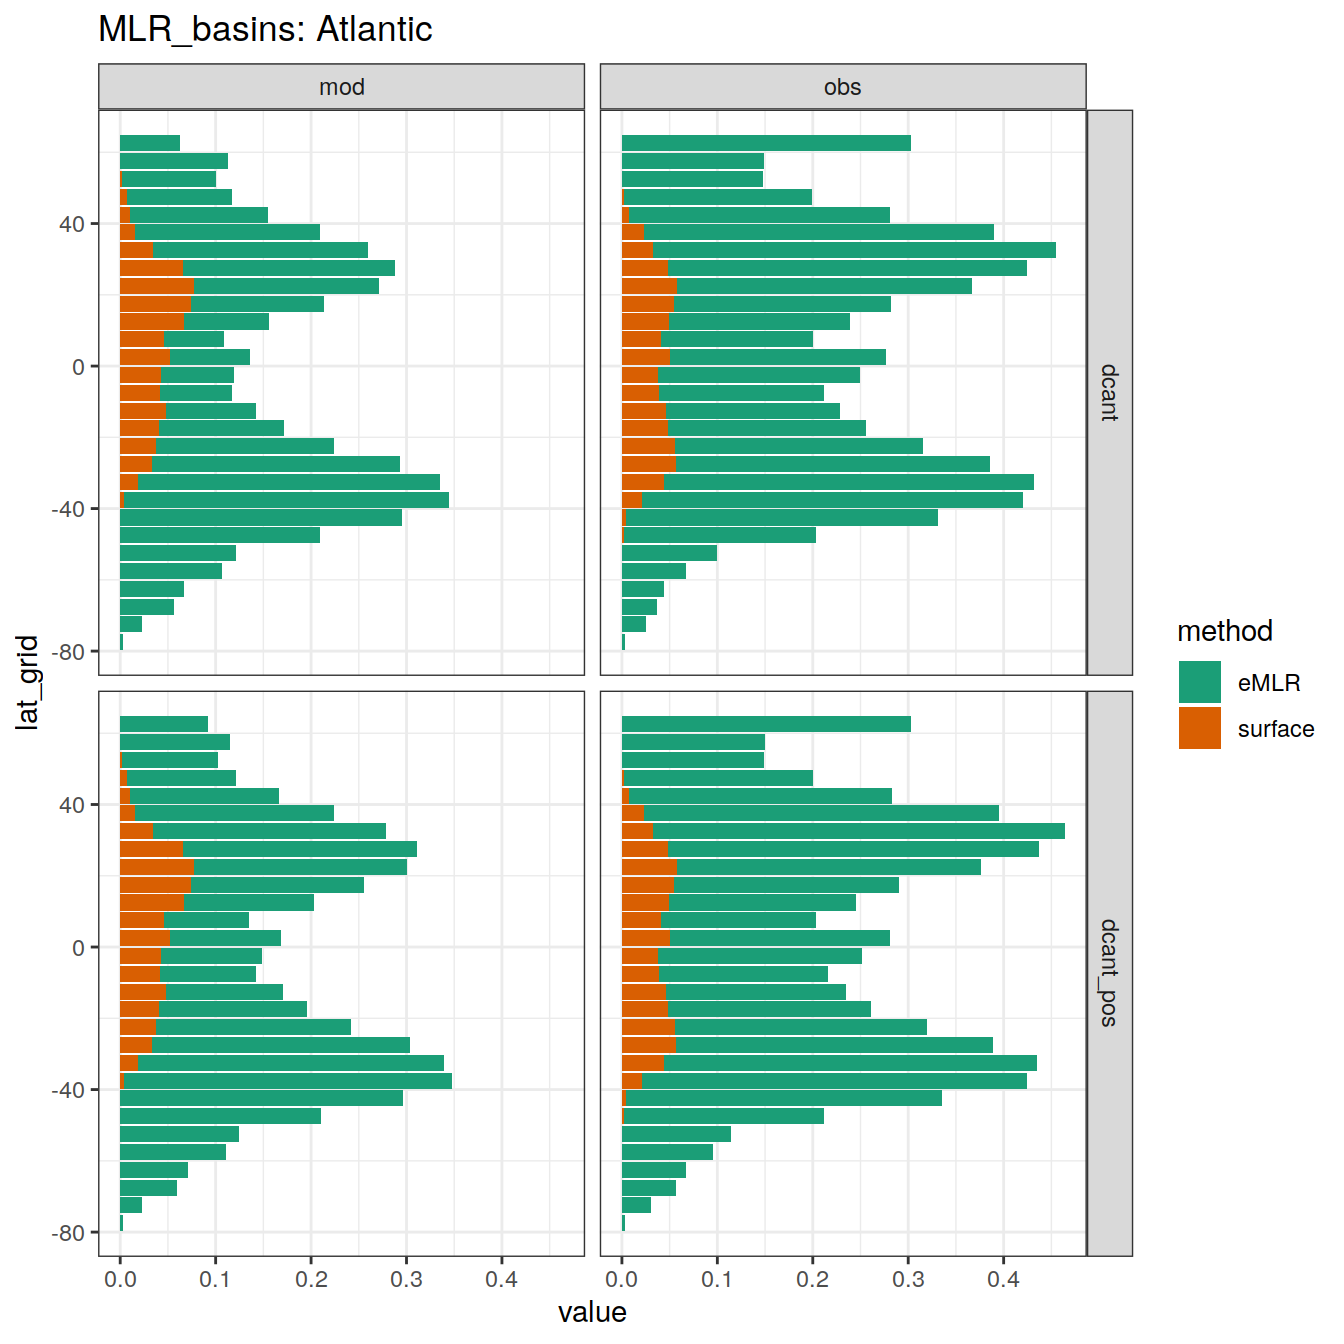 MLR_basins: Atlantic
mod
obs
40
0
-40
-80
dcant
40
0
-40
-80
dcant_pos
lat_grid
0.0 0.1 0.2 0.3 0.4
0.0 0.1 0.2 0.3 0.4
value
method
eMLR
surface